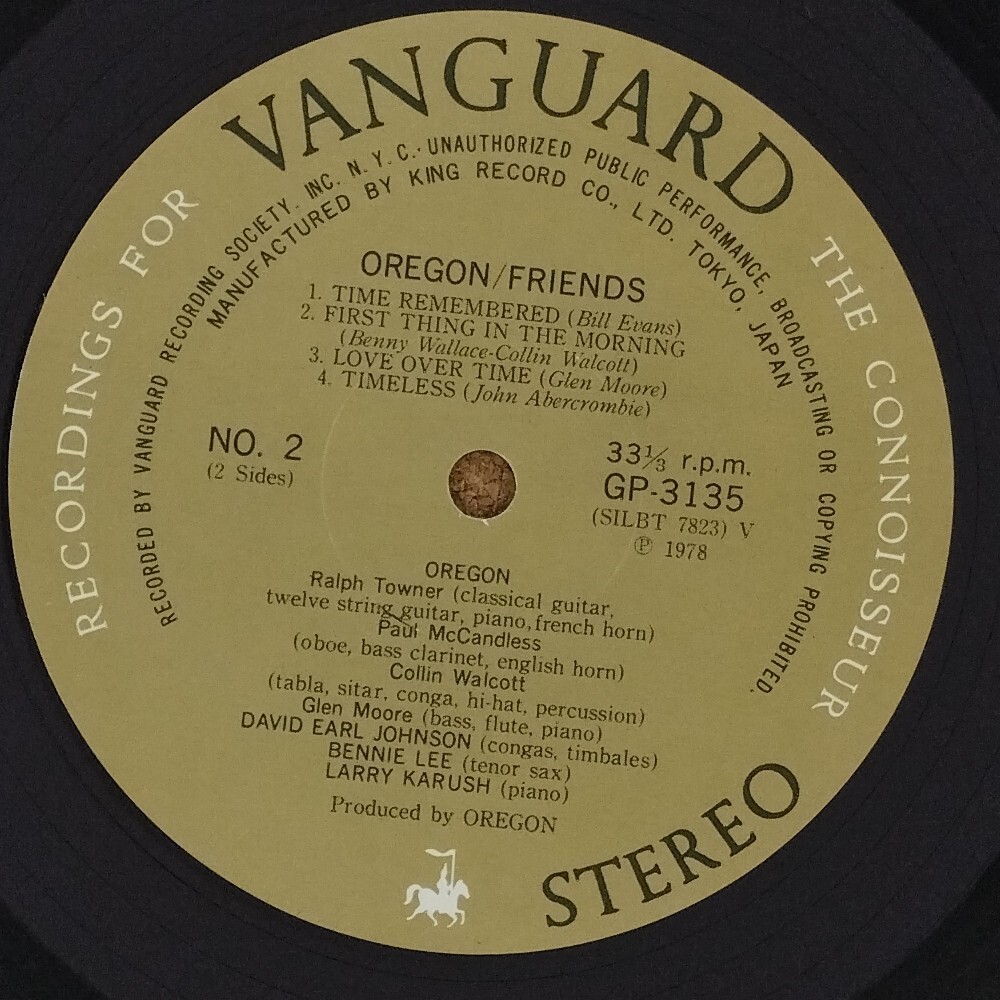 VANGUARD
RECORDINGS FOR THE CONNOISSEUR
RECORDED BY VANGUARD RECORDING SOCIETY. INC. N.Y.C.· UNAUTHORIZED PUBLIC PERFORMANCE, BROADCASTING OR COPYING PROHIBITED.
MANUFACTURED BY KING RECORD CO., LTD. TOKYO, JAPAN
OREGON/FRIENDS
1. TIME REMEMBERED (Bill Evans)
2. FIRST THING IN THE MORNING
(Benny Wallace-Collin Walcott)
3. LOVE OVER TIME (Glen Moore)
4. TIMELESS (John Abercrombie)
NO. 2
(2 Sides)
33⅓ r.p.m.
GP-3135
(SILBT 7823) V
℗ 1978
OREGON
Ralph Towner (classical guitar,
twelve string guitar, piano, french horn)
Paul McCandless
(oboe, bass clarinet, english horn)
Collin Walcott
(tabla, sitar, conga, hi-hat, percussion)
Glen Moore (bass, flute, piano)
DAVID EARL JOHNSON (congas, timbales)
BENNIE LEE (tenor sax)
LARRY KARUSH (piano)
Produced by OREGON
STEREO